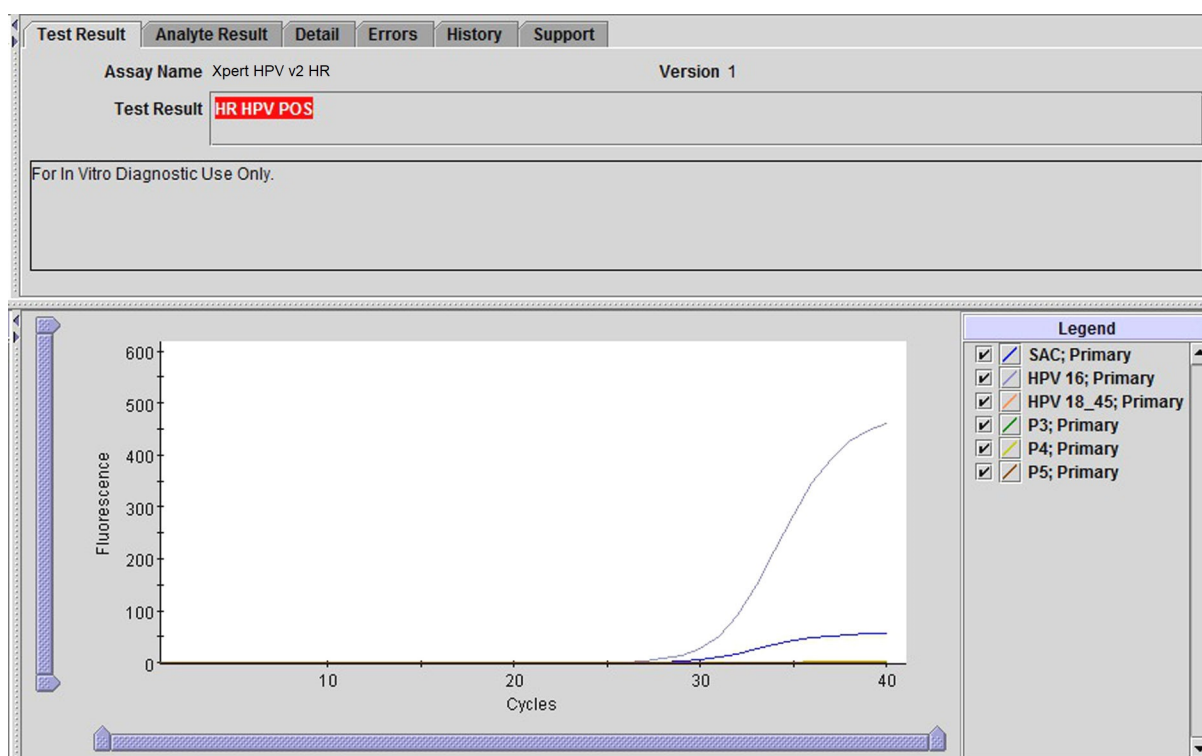 Test Result Analyte Result Detail Errors History Support
Assay Name Xpert HPV v2 HR Version 1
Test Result HR HPV POS
For In Vitro Diagnostic Use Only.
Legend
SAC; Primary
HPV 16; Primary
HPV 18_45; Primary
P3; Primary
P4; Primary
P5; Primary
Fluorescence
600
500
400
300
200
100
0
10 20 30 40
Cycles